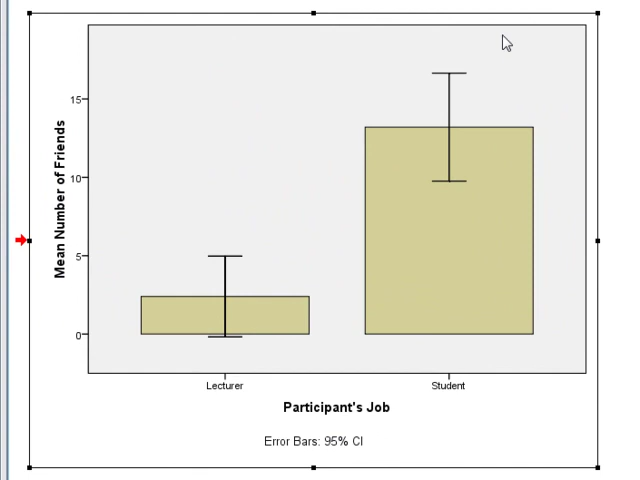 Mean Number of Friends
15
10
5
0
Lecturer Student
Participant's Job
Error Bars: 95% CI